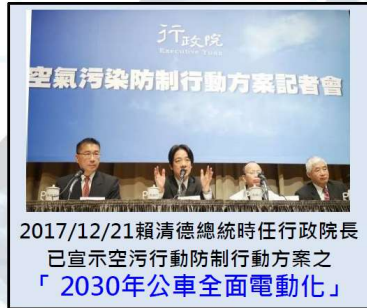 行政院
EXECUTIVE YUAN
空氣污染防制行動方案記者會
2017/12/21賴清德總統時任行政院長
已宣示空污行動防制行動方案之
「 2030年公車全面電動化」